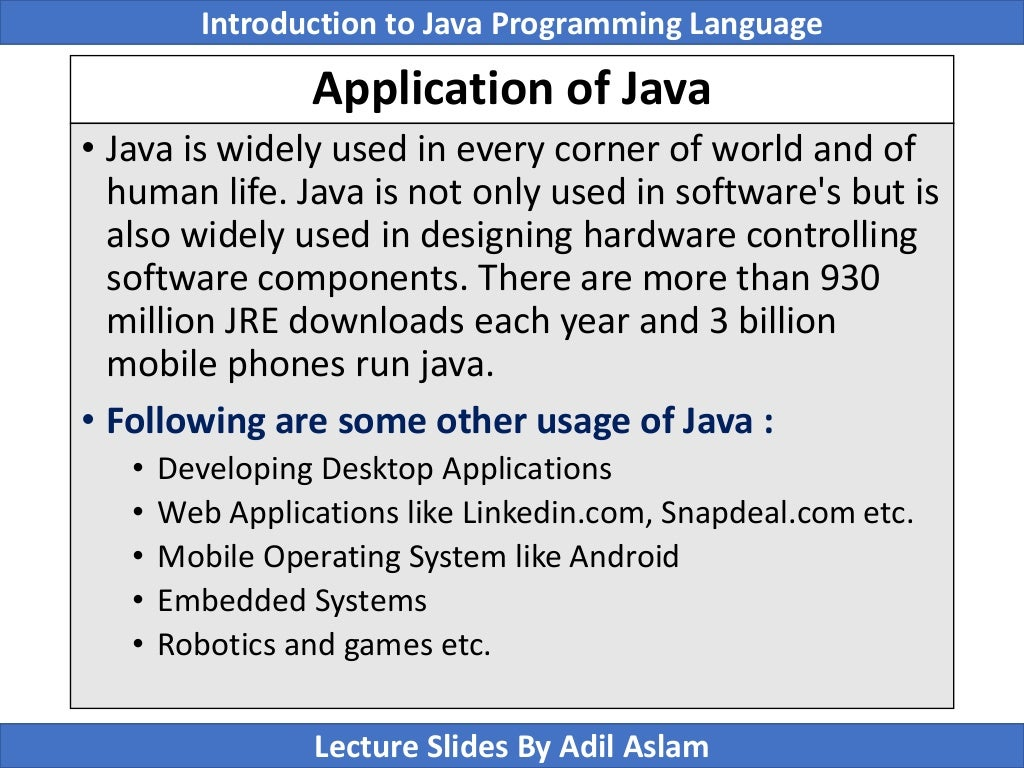 Introduction to Java Programming Language
Application of Java
• Java is widely used in every corner of world and of
human life. Java is not only used in software's but is
also widely used in designing hardware controlling
software components. There are more than 930
million JRE downloads each year and 3 billion
mobile phones run java.
• Following are some other usage of Java :
• Developing Desktop Applications
• Web Applications like Linkedin.com, Snapdeal.com etc.
• Mobile Operating System like Android
• Embedded Systems
• Robotics and games etc.
Lecture Slides By Adil Aslam